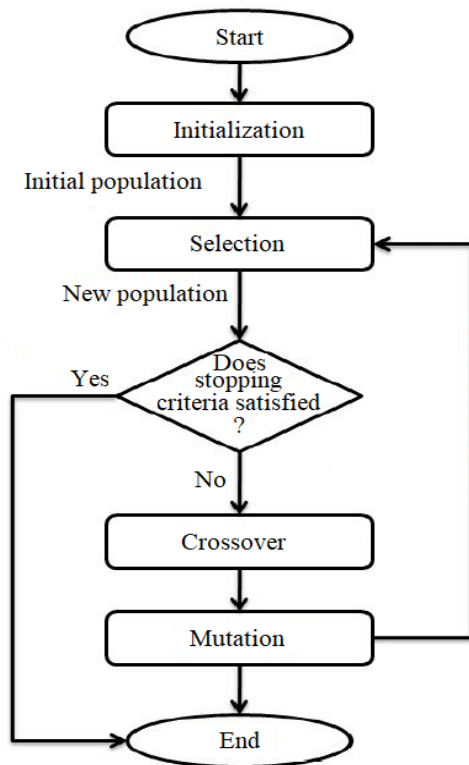 Start
Initialization
Initial population
Selection
New population
Does
stopping
criteria satisfied
?
Yes
No
Crossover
Mutation
End